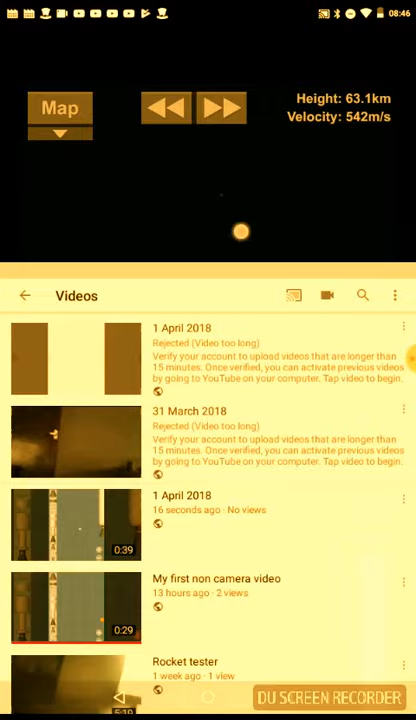 08:46
Map
Height: 63.1km
Velocity: 542m/s
Videos
1 April 2018
Rejected (Video too long)
Verify your account to upload videos that are longer than
15 minutes. Once verified, you can activate previous videos
by going to YouTube on your computer. Tap video to begin.
31 March 2018
Rejected (Video too long)
Verify your account to upload videos that are longer than
15 minutes. Once verified, you can activate previous videos
by going to YouTube on your computer. Tap video to begin.
1 April 2018
16 seconds ago · No views
0:39
My first non camera video
13 hours ago · 2 views
0:29
Rocket tester
1 week ago · 1 view
5:19
DU SCREEN RECORDER